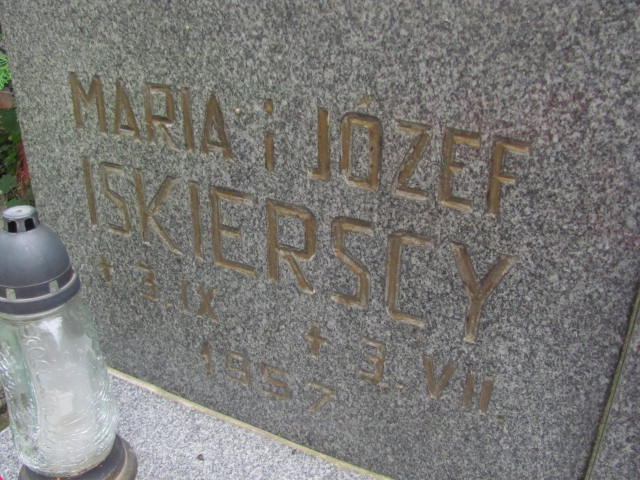 MARIA i JÓZEF
ISKIERSCY
† 3. IX † 3. VII
1957